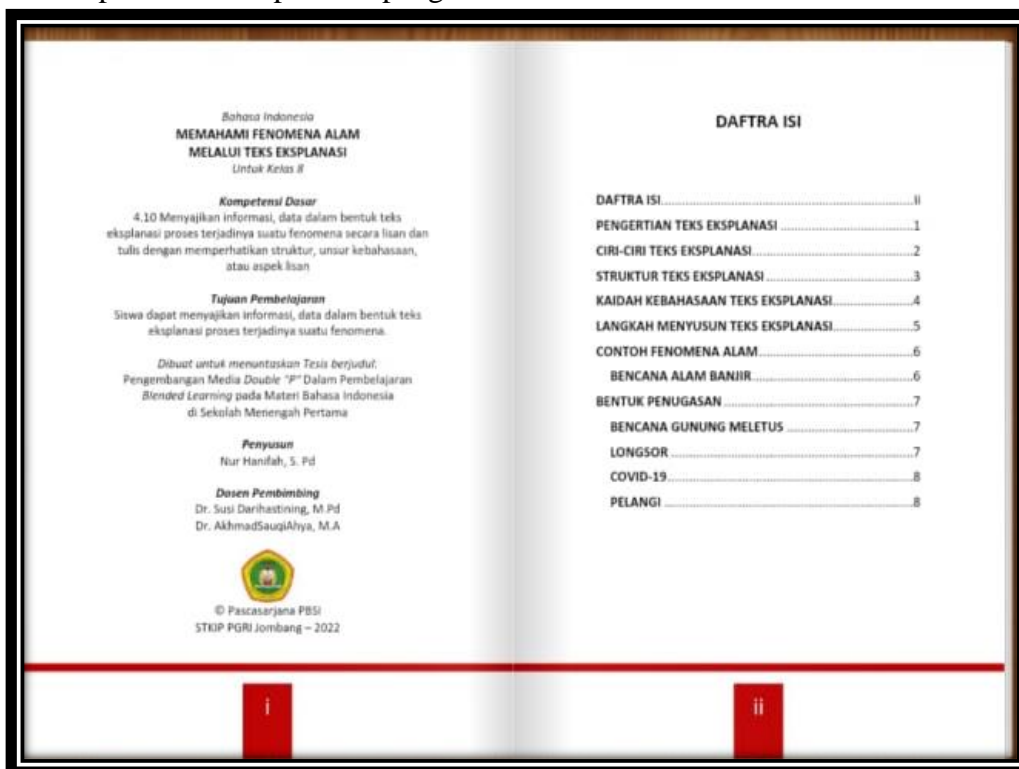 Bahasa Indonesia
MEMAHAMI FENOMENA ALAM
MELALUI TEKS EKSPLANASI
Untuk Kelas 8
Kompetensi Dasar
4.10 Menyajikan informasi, data dalam bentuk teks
eksplanasi proses terjadinya suatu fenomena secara lisan dan
tulis dengan memperhatikan struktur, unsur kebahasaan,
atau aspek lisan
Tujuan Pembelajaran
Siswa dapat menyajikan informasi, data dalam bentuk teks
eksplanasi proses terjadinya suatu fenomena.
Dibuat untuk menuntaskan Tesis berjudul:
Pengembangan Media Double "P" Dalam Pembelajaran
Blended Learning pada Materi Bahasa Indonesia
di Sekolah Menengah Pertama
Penyusun
Nur Hanifah, S. Pd
Dosen Pembimbing
Dr. Susi Darihastining, M.Pd
Dr. AkhmadSauqiAhya, M.A
© Pascasarjana PBSI
STKIP PGRI Jombang – 2022
i
DAFTRA ISI
DAFTRA ISI ii
PENGERTIAN TEKS EKSPLANASI 1
CIRI-CIRI TEKS EKSPLANASI 2
STRUKTUR TEKS EKSPLANASI 3
KAIDAH KEBAHASAAN TEKS EKSPLANASI 4
LANGKAH MENYUSUN TEKS EKSPLANASI 5
CONTOH FENOMENA ALAM 6
BENCANA ALAM BANJIR 6
BENTUK PENUGASAN 7
BENCANA GUNUNG MELETUS 7
LONGSOR 7
COVID-19 8
PELANGI 8
ii